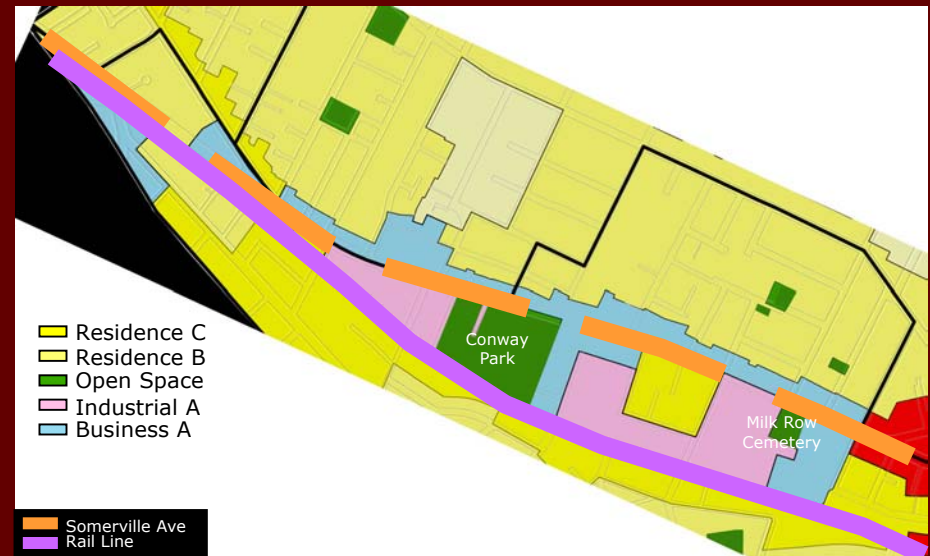 Conway
Park
Milk Row
Cemetery
Residence C
Residence B
Open Space
Industrial A
Business A
Somerville Ave
Rail Line